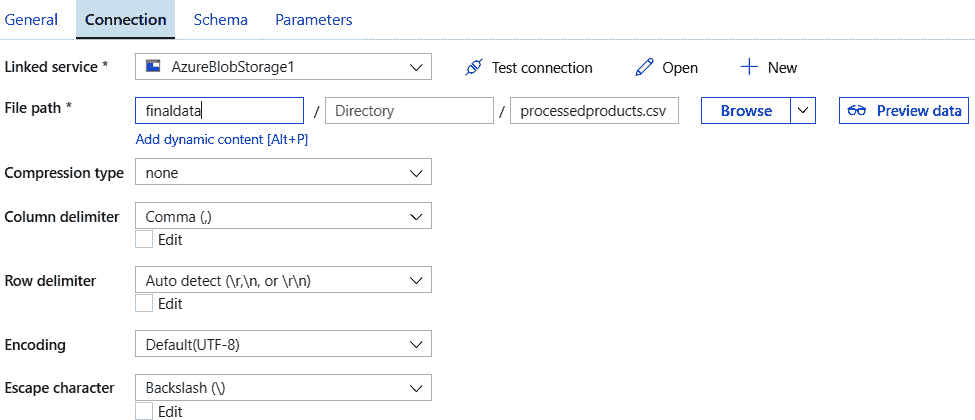 General Connection Schema Parameters
Linked service * AzureBlobStorage1 Test connection Open New
File path * finaldata / Directory / processedproducts.csv Browse Preview data
Add dynamic content [Alt+P]
Compression type none
Column delimiter Comma (,)
Edit
Row delimiter Auto detect (\r,\n, or \r\n)
Edit
Encoding Default(UTF-8)
Escape character Backslash (\)
Edit